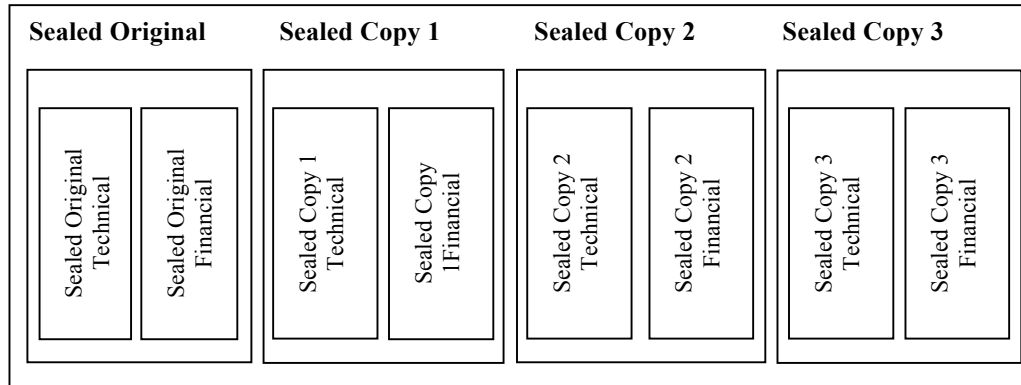 Sealed Original
Sealed Copy 1
Sealed Copy 2
Sealed Copy 3
Sealed Original
Technical
Sealed Original
Financial
Sealed Copy 1
Technical
Sealed Copy
1Financial
Sealed Copy 2
Technical
Sealed Copy 2
Financial
Sealed Copy 3
Technical
Sealed Copy 3
Financial